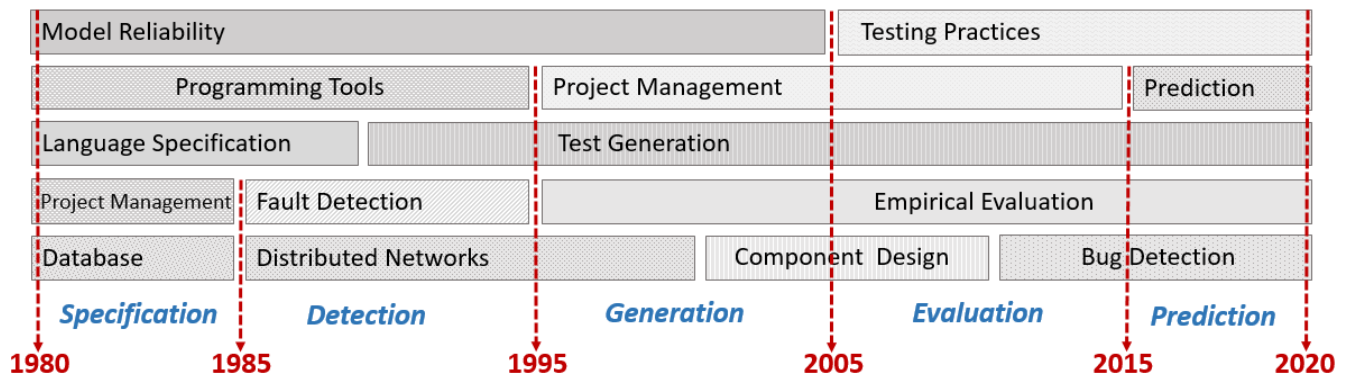 Model Reliability Testing Practices
Programming Tools Project Management Prediction
Language Specification Test Generation
Project Management Fault Detection Empirical Evaluation
Database Distributed Networks Component Design Bug Detection
Specification Detection Generation Evaluation Prediction
1980 1985 1995 2005 2015 2020